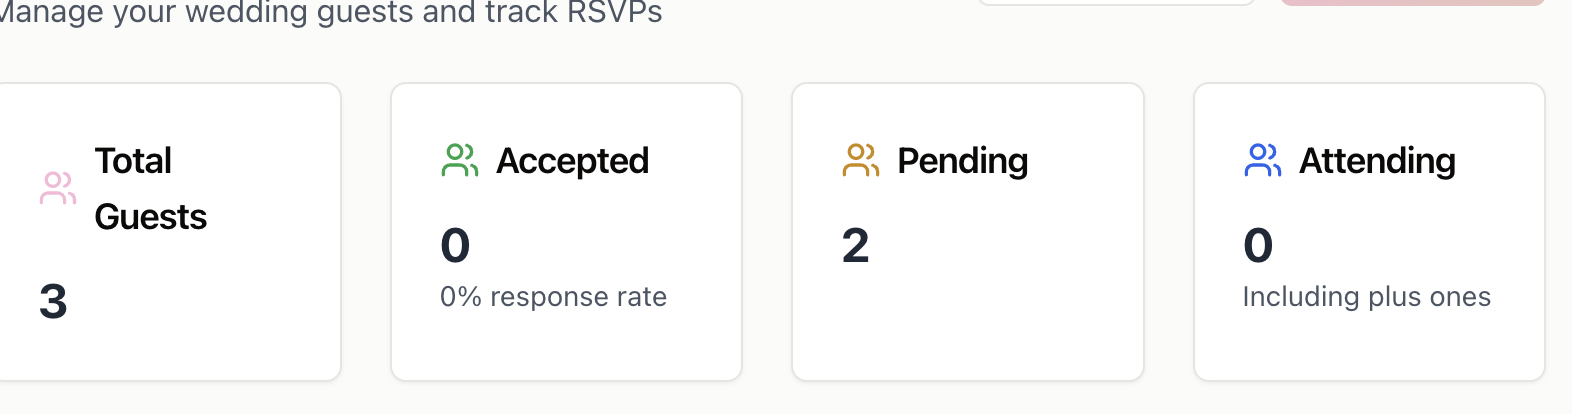 Manage your wedding guests and track RSVPs
Total
Guests
3
Accepted
0
0% response rate
Pending
2
Attending
0
Including plus ones